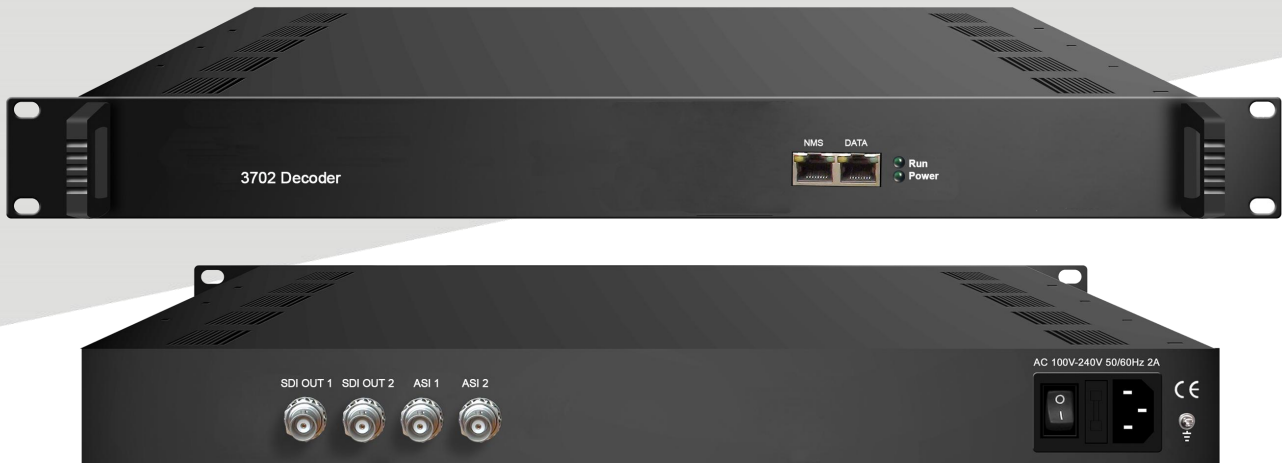 NMS DATA
Run
3702 Decoder
Power
AC 100V-240V 50/60Hz 2A
SDI OUT 1 SDI OUT 2 ASI 1 ASI 2
CE
O
I